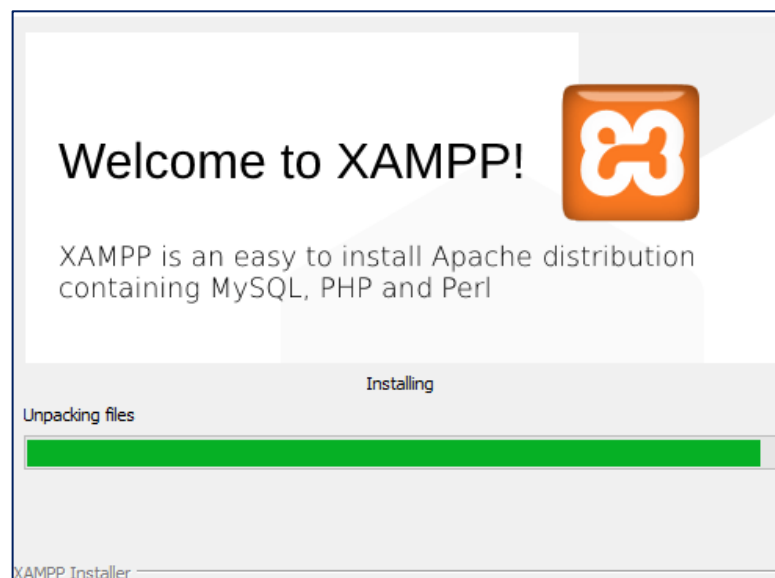 Welcome to XAMPP!
XAMPP is an easy to install Apache distribution
containing MySQL, PHP and Perl
Installing
Unpacking files
XAMPP Installer